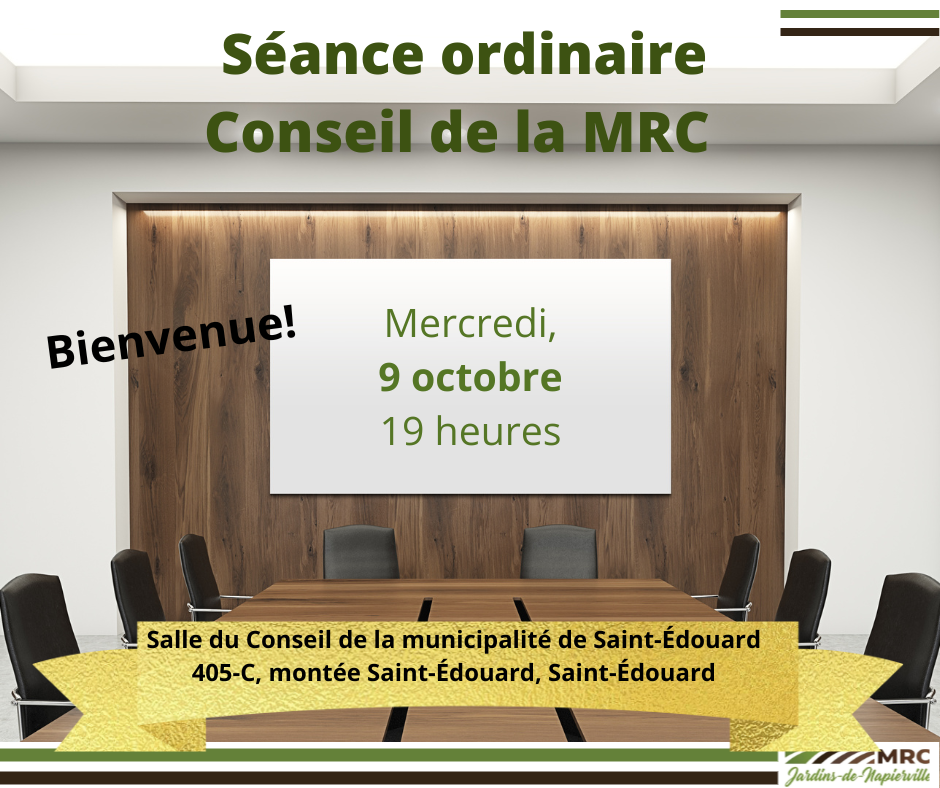 Séance ordinaire
Conseil de la MRC
Bienvenue!
Mercredi,
9 octobre
19 heures
Salle du Conseil de la municipalité de Saint-Édouard
405-C, montée Saint-Édouard, Saint-Édouard
MRC
Jardins-de-Napierville